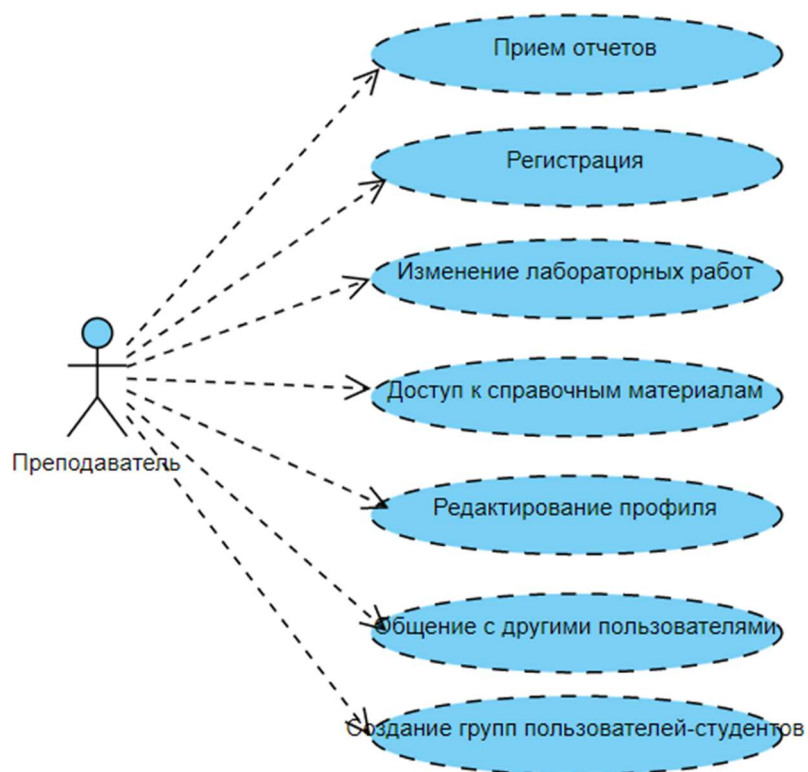 Прием отчетов
Регистрация
Изменение лабораторных работ
Доступ к справочным материалам
Преподаватель
Редактирование профиля
Общение с другими пользователями
Создание групп пользователей-студентов